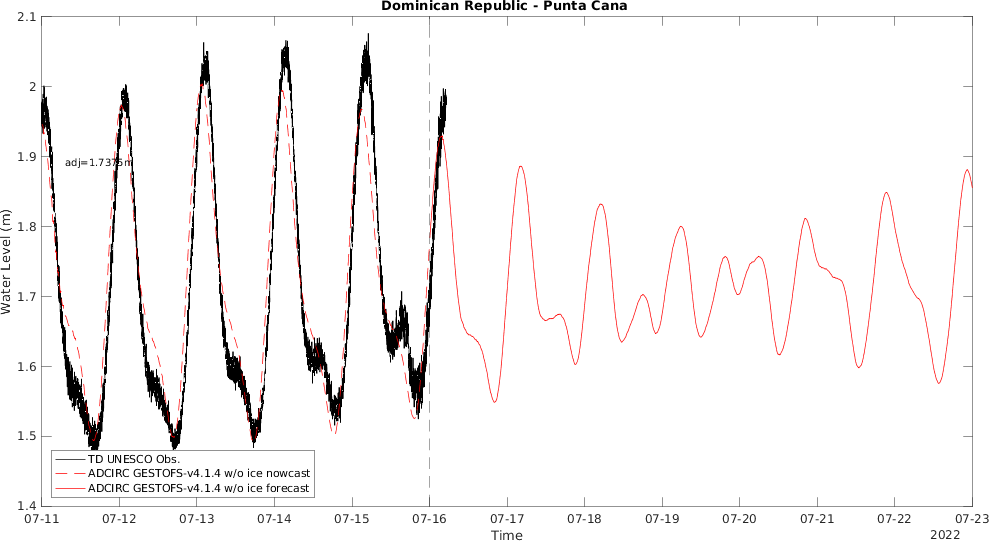 Dominican Republic - Punta Cana
2.1
2
1.9
1.8
1.7
1.6
1.5
1.4
Water Level (m)
adj=1.7375m
TD UNESCO Obs.
ADCIRC GESTOFS-v4.1.4 w/o ice nowcast
ADCIRC GESTOFS-v4.1.4 w/o ice forecast
07-11 07-12 07-13 07-14 07-15 07-16 07-17 07-18 07-19 07-20 07-21 07-22 07-23
Time
2022